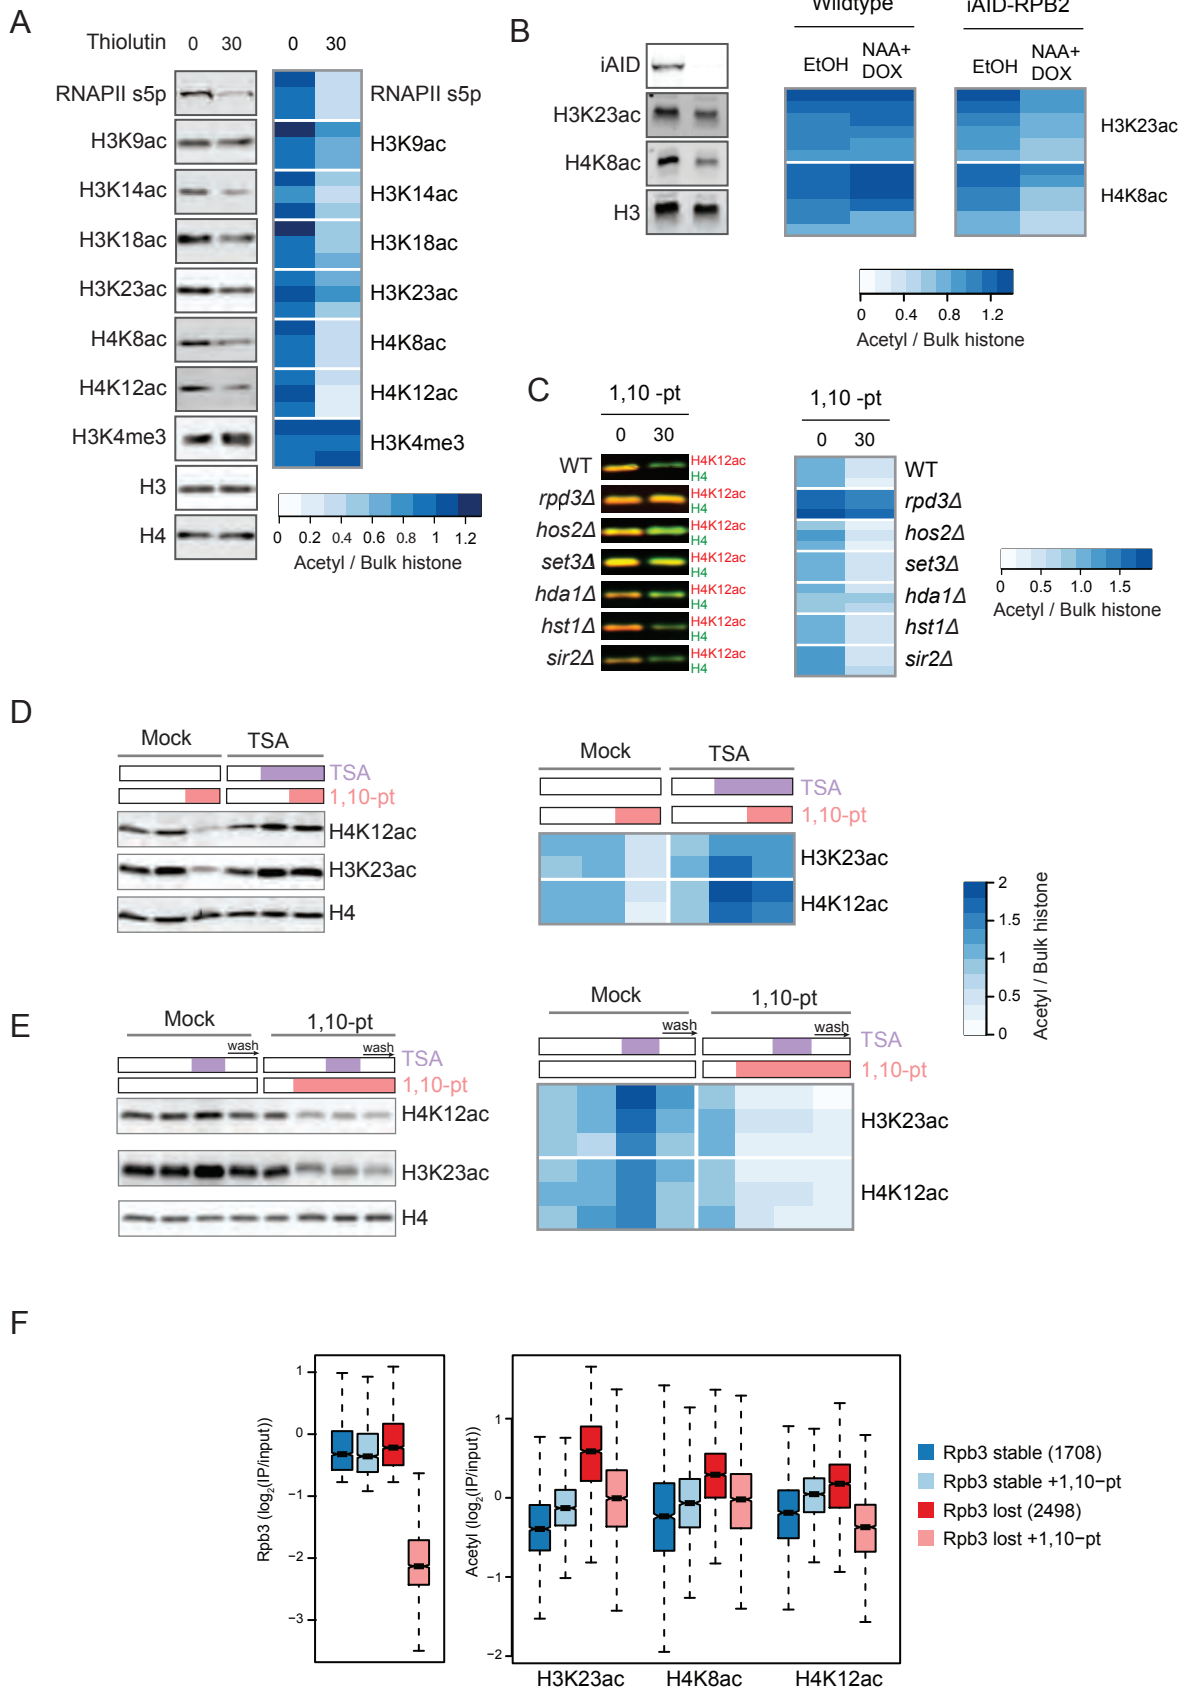 A
Thiolutin 0 30 0 30
RNAPII s5p RNAPII s5p
H3K9ac H3K9ac
H3K14ac H3K14ac
H3K18ac H3K18ac
H3K23ac H3K23ac
H4K8ac H4K8ac
H4K12ac H4K12ac
H3K4me3 H3K4me3
H3
H4
0 0.2 0.4 0.6 0.8 1 1.2
Acetyl / Bulk histone
B
iAID
H3K23ac
H4K8ac
H3
Wildtype iAID-RPB2
EtOH NAA+ DOX EtOH NAA+ DOX
H3K23ac
H4K8ac
0 0.4 0.8 1.2
Acetyl / Bulk histone
C
1,10 -pt 1,10 -pt
0 30 0 30
WT H4K12ac H4 WT
rpd3Δ H4K12ac H4 rpd3Δ
hos2Δ H4K12ac H4 hos2Δ
set3Δ H4K12ac H4 set3Δ
hda1Δ H4K12ac H4 hda1Δ
hst1Δ H4K12ac H4 hst1Δ
sir2Δ H4K12ac H4 sir2Δ
0 0.5 1.0 1.5
Acetyl / Bulk histone
D
Mock TSA
TSA
1,10-pt
H4K12ac
H3K23ac
H4
Mock TSA
TSA
1,10-pt
H3K23ac
H4K12ac
2
1.5
1
0.5
0
Acetyl / Bulk histone
E
Mock 1,10-pt
wash wash
TSA
1,10-pt
H4K12ac
H3K23ac
H4
Mock 1,10-pt
wash wash
TSA
1,10-pt
H3K23ac
H4K12ac
F
Rpb3 (log2(IP/input))
1
0
−1
−2
−3
Acetyl (log2(IP/input))
1
0
−1
−2
H3K23ac H4K8ac H4K12ac
Rpb3 stable (1708)
Rpb3 stable +1,10−pt
Rpb3 lost (2498)
Rpb3 lost +1,10−pt